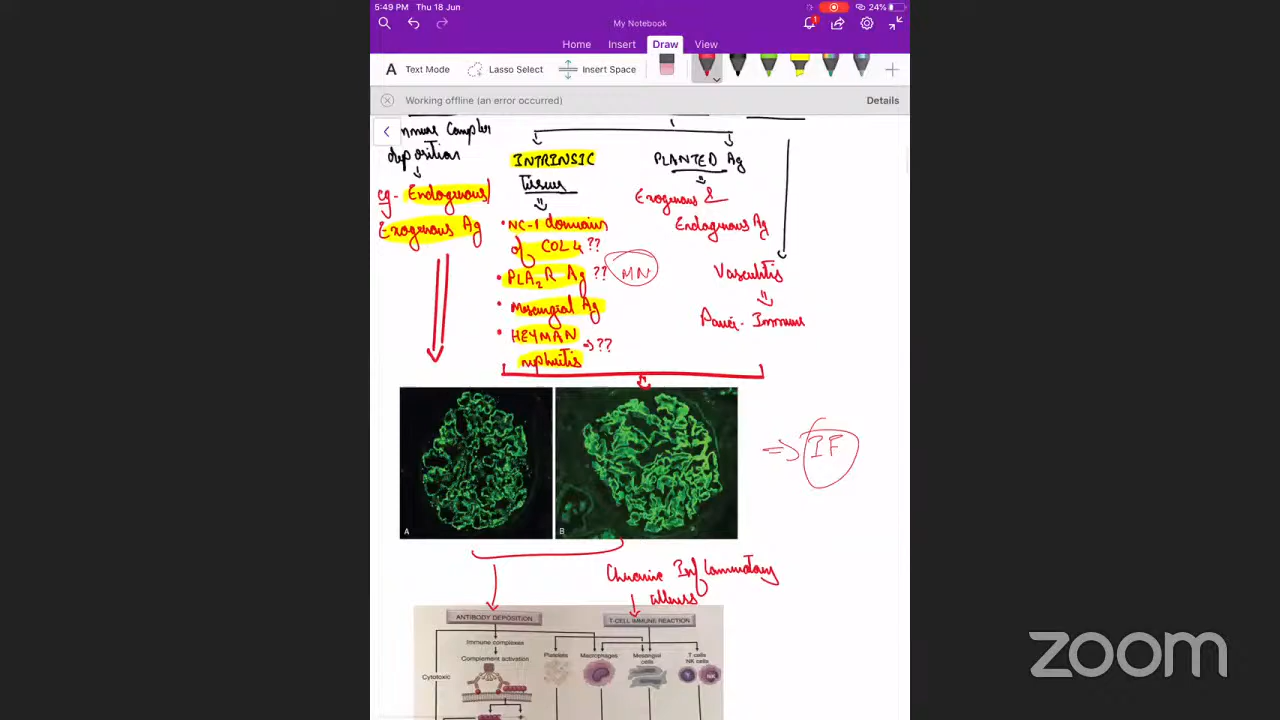 5:49 PM Thu 18 Jun
24%
My Notebook
Home Insert Draw View
Text Mode
Lasso Select
Insert Space
Working offline (an error occurred)
Details
Immune Complex
deposition
eg- Endogenous/
Exogenous Ag
INTRINSIC
Tissue
• NC-1 domain
of COL 4 ??
• PLA2R Ag ??
MN
• Mesangial Ag
• HEYMAN
nephritis => ??
PLANTED Ag
Exogenous &
Endogenous Ag
Vasculitis
Pauci-Immune
A
B
=> IF
Chronic Inflammatory
illness
ANTIBODY DEPOSITION
T-CELL IMMUNE REACTION
Immune complexes
Complement activation
Cytotoxic
Platelets
Macrophages
Mesangial
cells
T cells
NK cells
NK
zoom